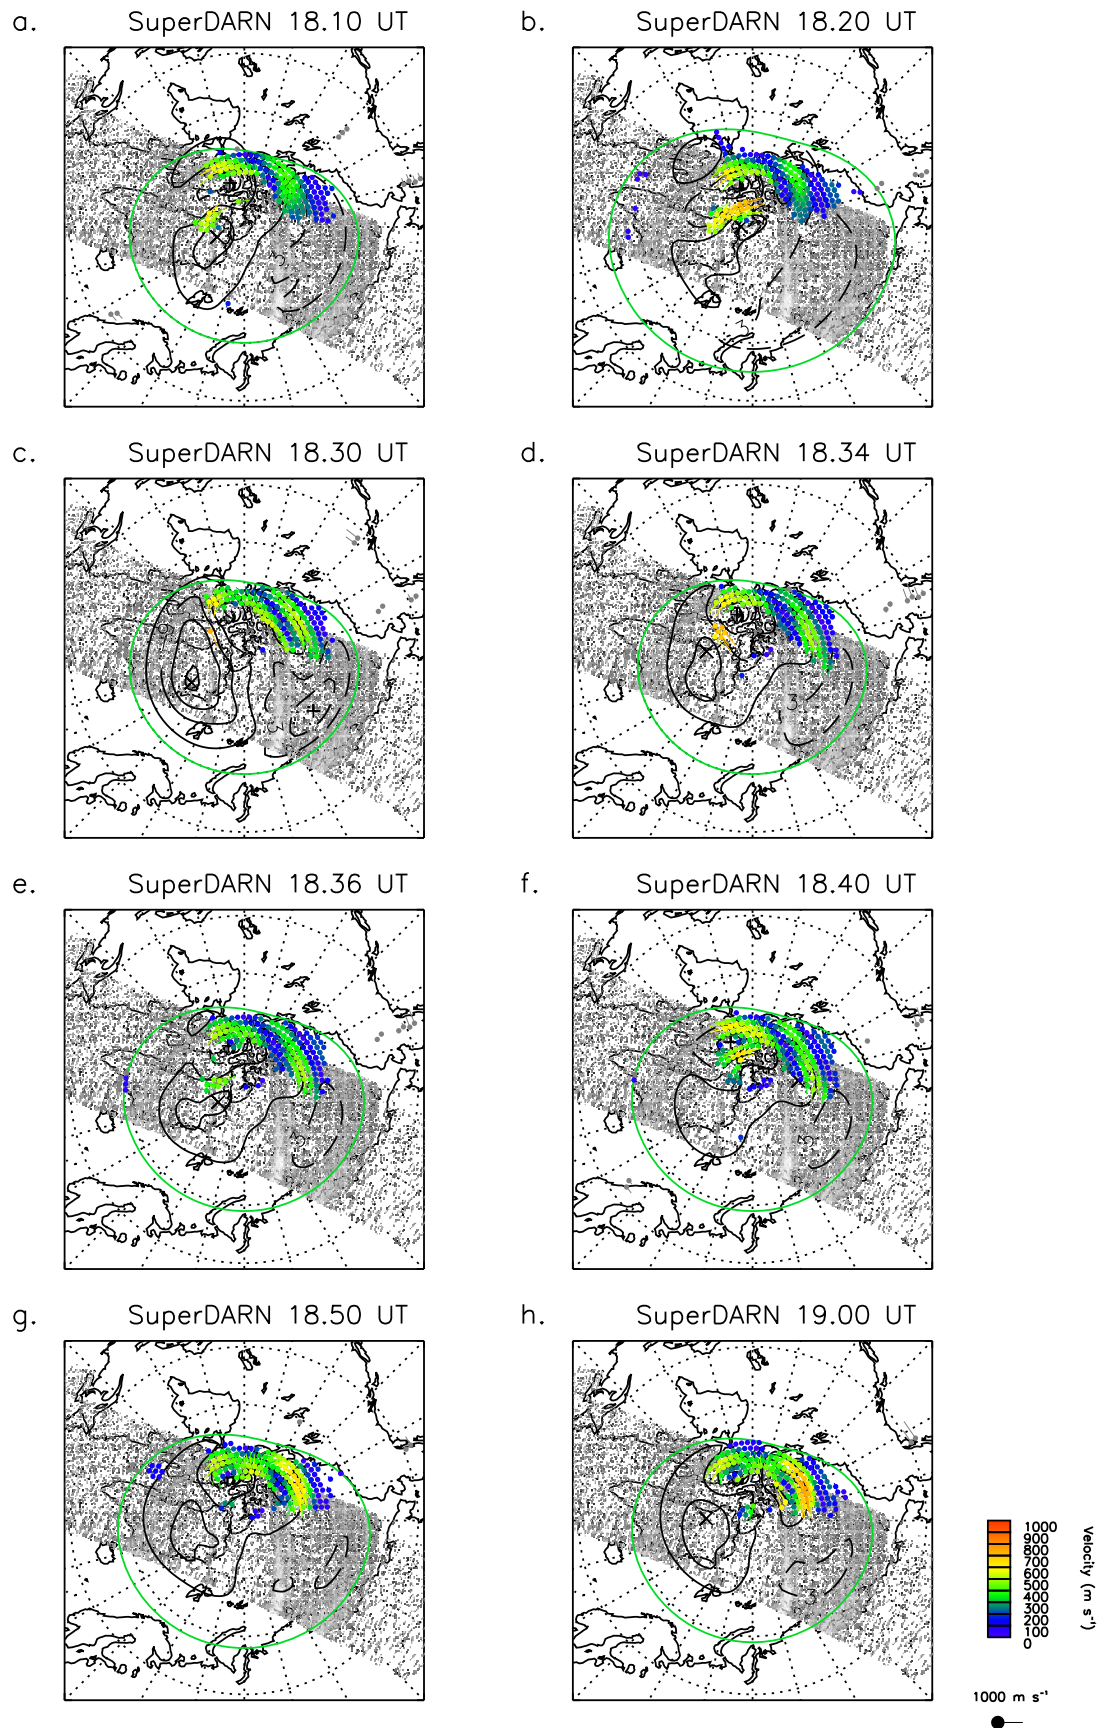 a. SuperDARN 18.10 UT
b. SuperDARN 18.20 UT
c. SuperDARN 18.30 UT
d. SuperDARN 18.34 UT
e. SuperDARN 18.36 UT
f. SuperDARN 18.40 UT
g. SuperDARN 18.50 UT
h. SuperDARN 19.00 UT
1000
900
800
700
600
500
400
300
200
100
0
Velocity (m s⁻¹)
1000 m s⁻¹